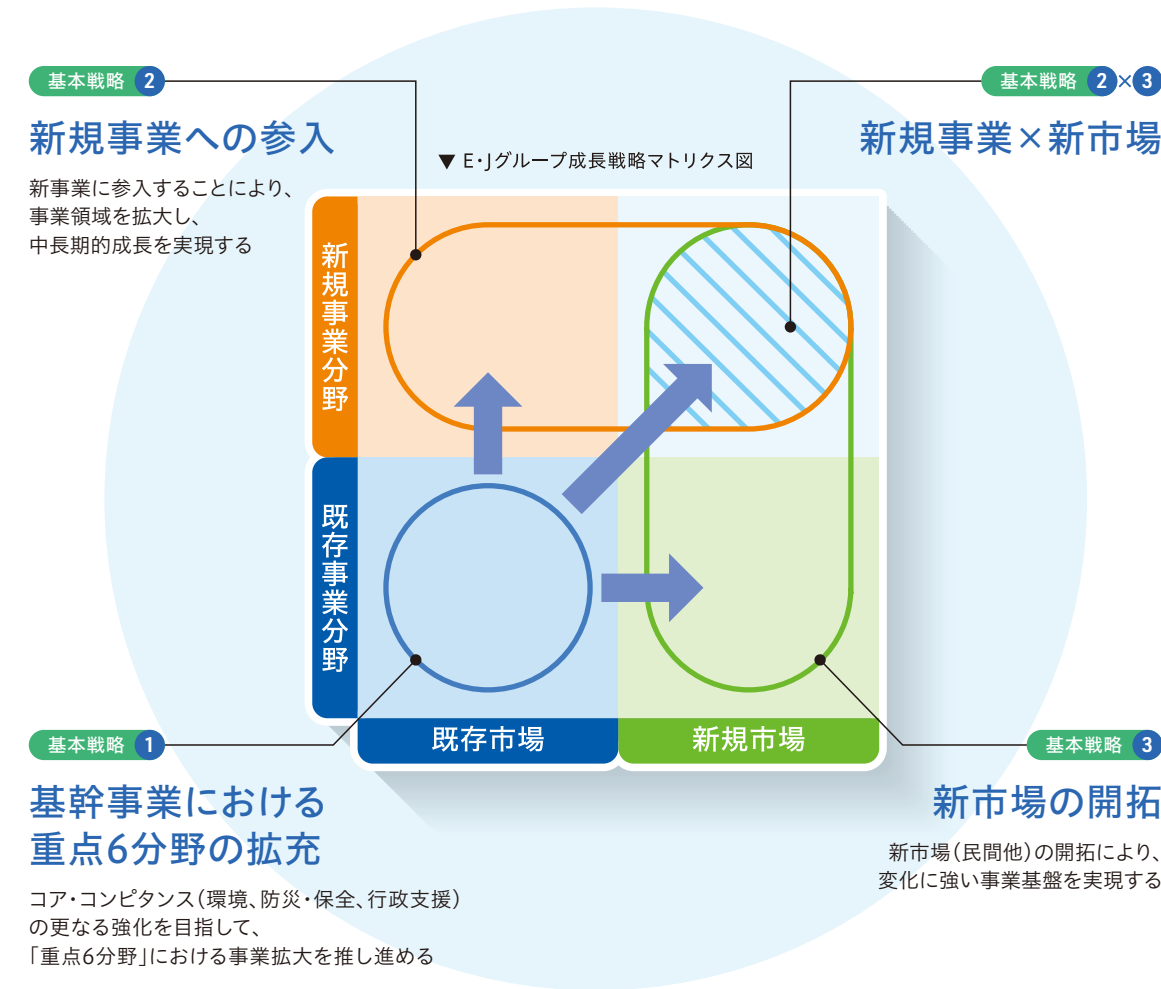 基本戦略 2
新規事業への参入
新事業に参入することにより、
事業領域を拡大し、
中長期的成長を実現する
基本戦略 2×3
新規事業×新市場
▼ E・Jグループ成長戦略マトリクス図
新規事業分野
既存事業分野
既存市場
新規市場
基本戦略 1
基幹事業における
重点6分野の拡充
コア・コンピタンス(環境、防災・保全、行政支援)
の更なる強化を目指して、
「重点6分野」における事業拡大を推し進める
基本戦略 3
新市場の開拓
新市場(民間他)の開拓により、
変化に強い事業基盤を実現する